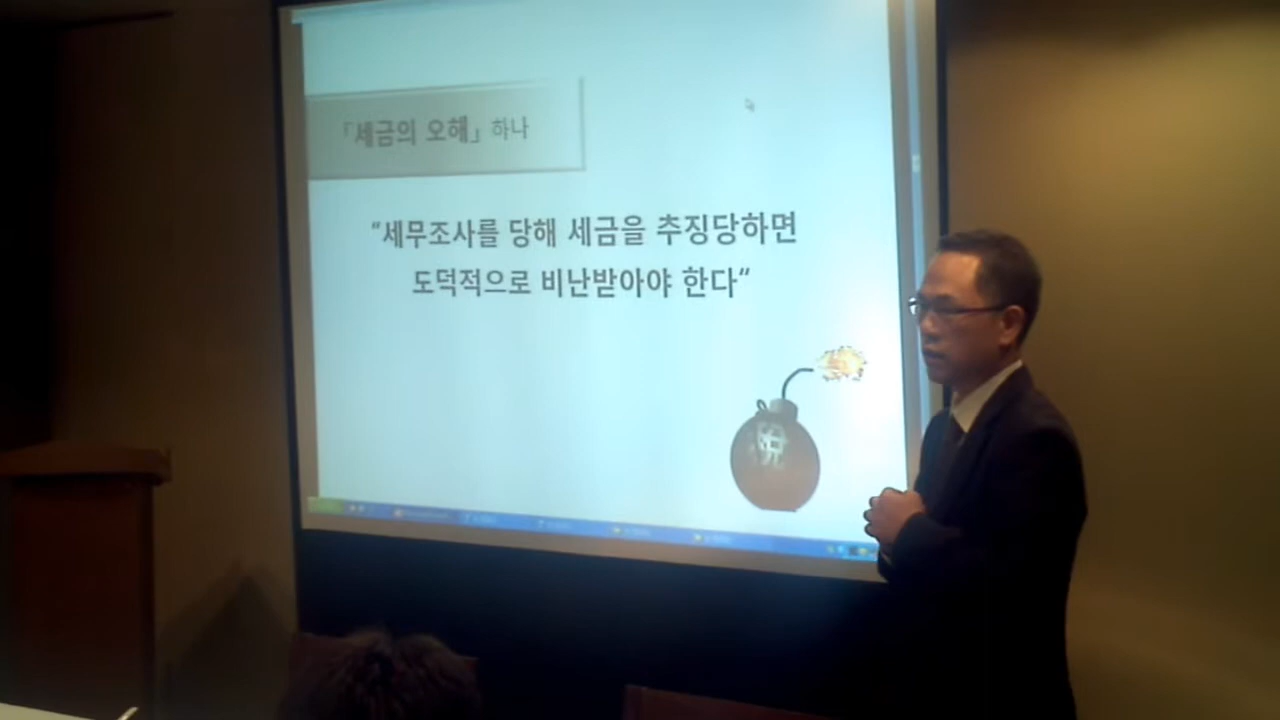 「세금의 오해」 하나
"세무조사를 당해 세금을 추징당하면
도덕적으로 비난받아야 한다"
稅